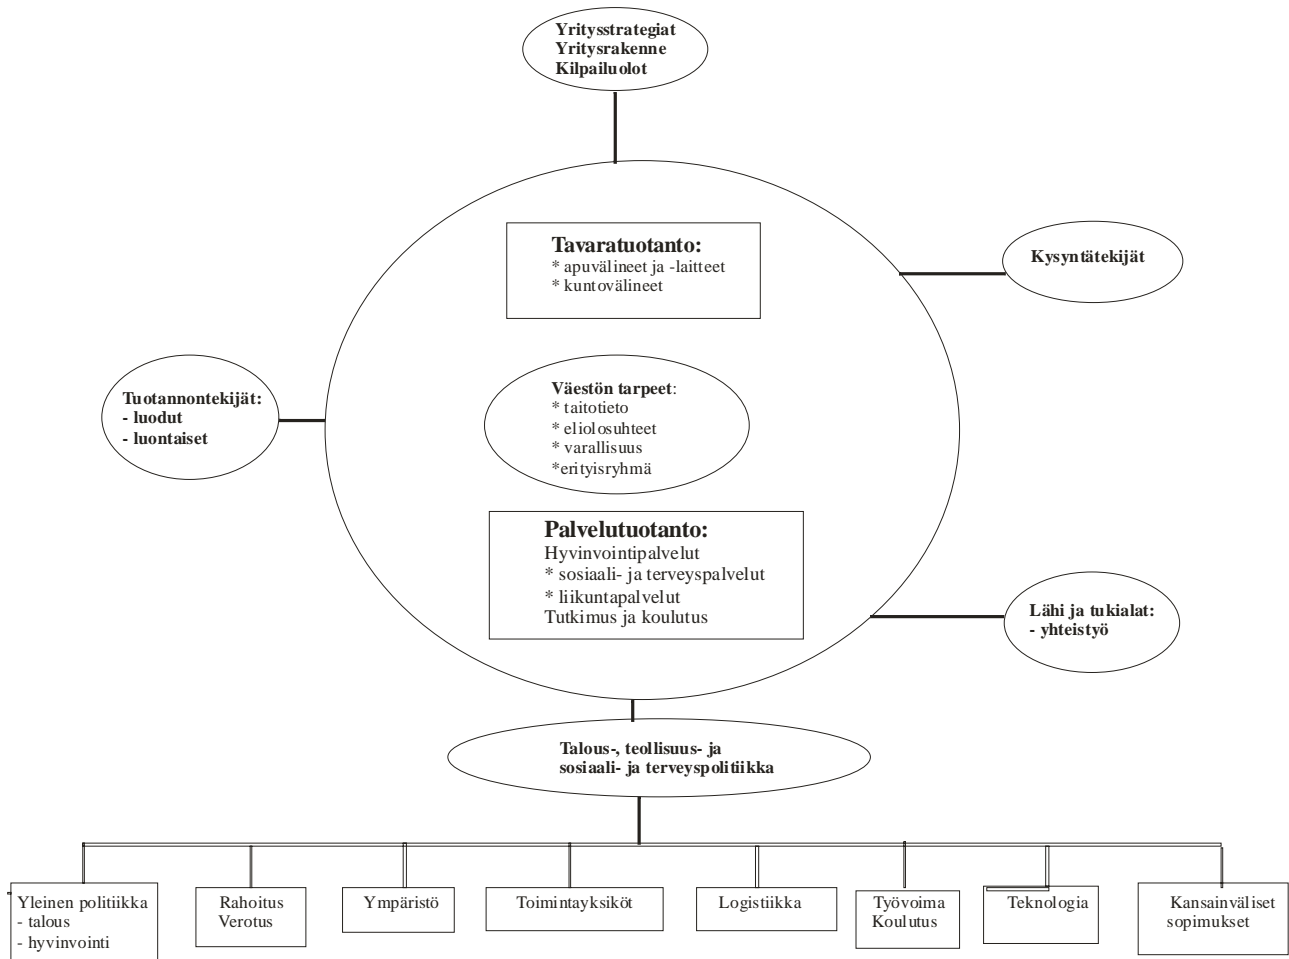 Yritysstrategiat
Yritysrakenne
Kilpailuolot
Tavaratuotanto:
* apuvälineet ja -laitteet
* kuntovälineet
Kysyntätekijät
Tuotannontekijät:
- luodut
- luontaiset
Väestön tarpeet:
* taitotieto
* eliolosuhteet
* varallisuus
*erityisryhmä
Palvelutuotanto:
Hyvinvointipalvelut
* sosiaali- ja terveyspalvelut
* liikuntapalvelut
Tutkimus ja koulutus
Lähi ja tukialat:
- yhteistyö
Talous-, teollisuus- ja
sosiaali- ja terveyspolitiikka
Yleinen politiikka
- talous
- hyvinvointi
Rahoitus
Verotus
Ympäristö
Toimintayksiköt
Logistiikka
Työvoima
Koulutus
Teknologia
Kansainväliset
sopimukset